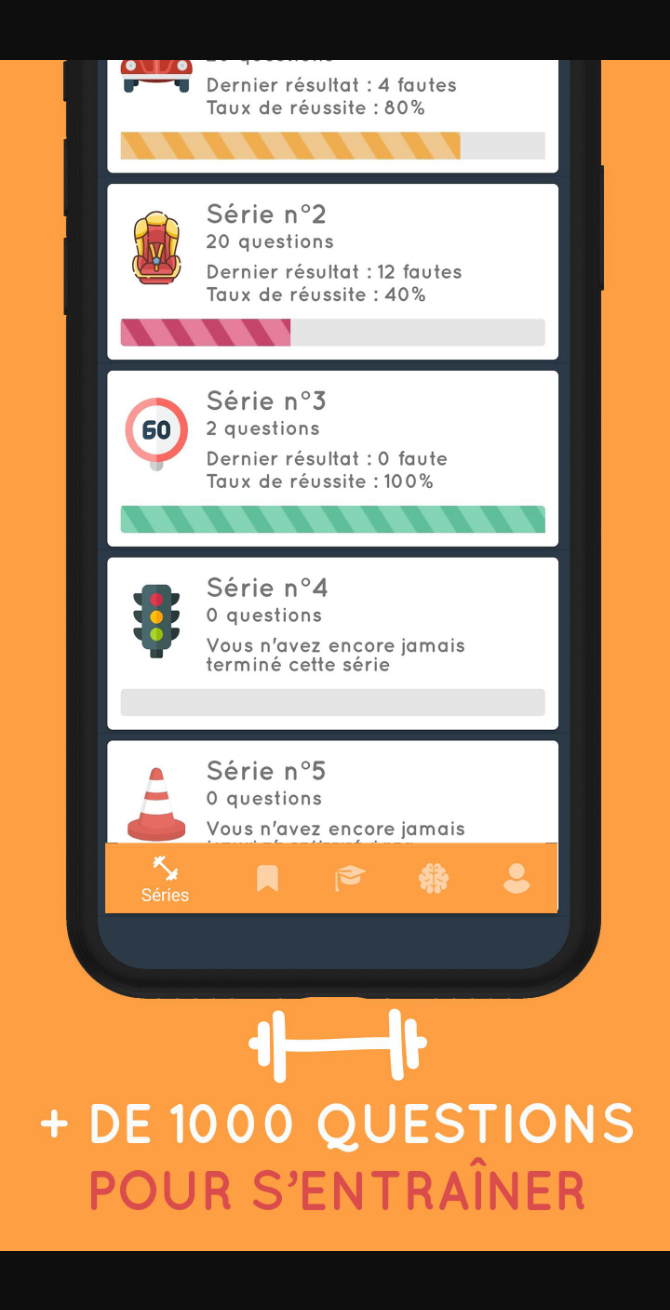 20 questions
Dernier résultat : 4 fautes
Taux de réussite : 80%
Série n°2
20 questions
Dernier résultat : 12 fautes
Taux de réussite : 40%
60
Série n°3
2 questions
Dernier résultat : 0 faute
Taux de réussite : 100%
Série n°4
0 questions
Vous n'avez encore jamais
terminé cette série
Série n°5
0 questions
Vous n'avez encore jamais
Séries
+ DE 1000 QUESTIONS
POUR S'ENTRAÎNER